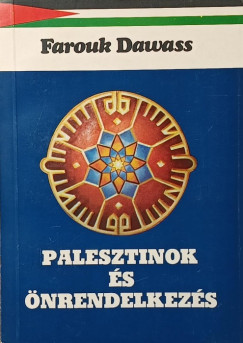 Farouk Dawass
PALESZTINOK
ÉS
ÖNRENDELKEZÉS